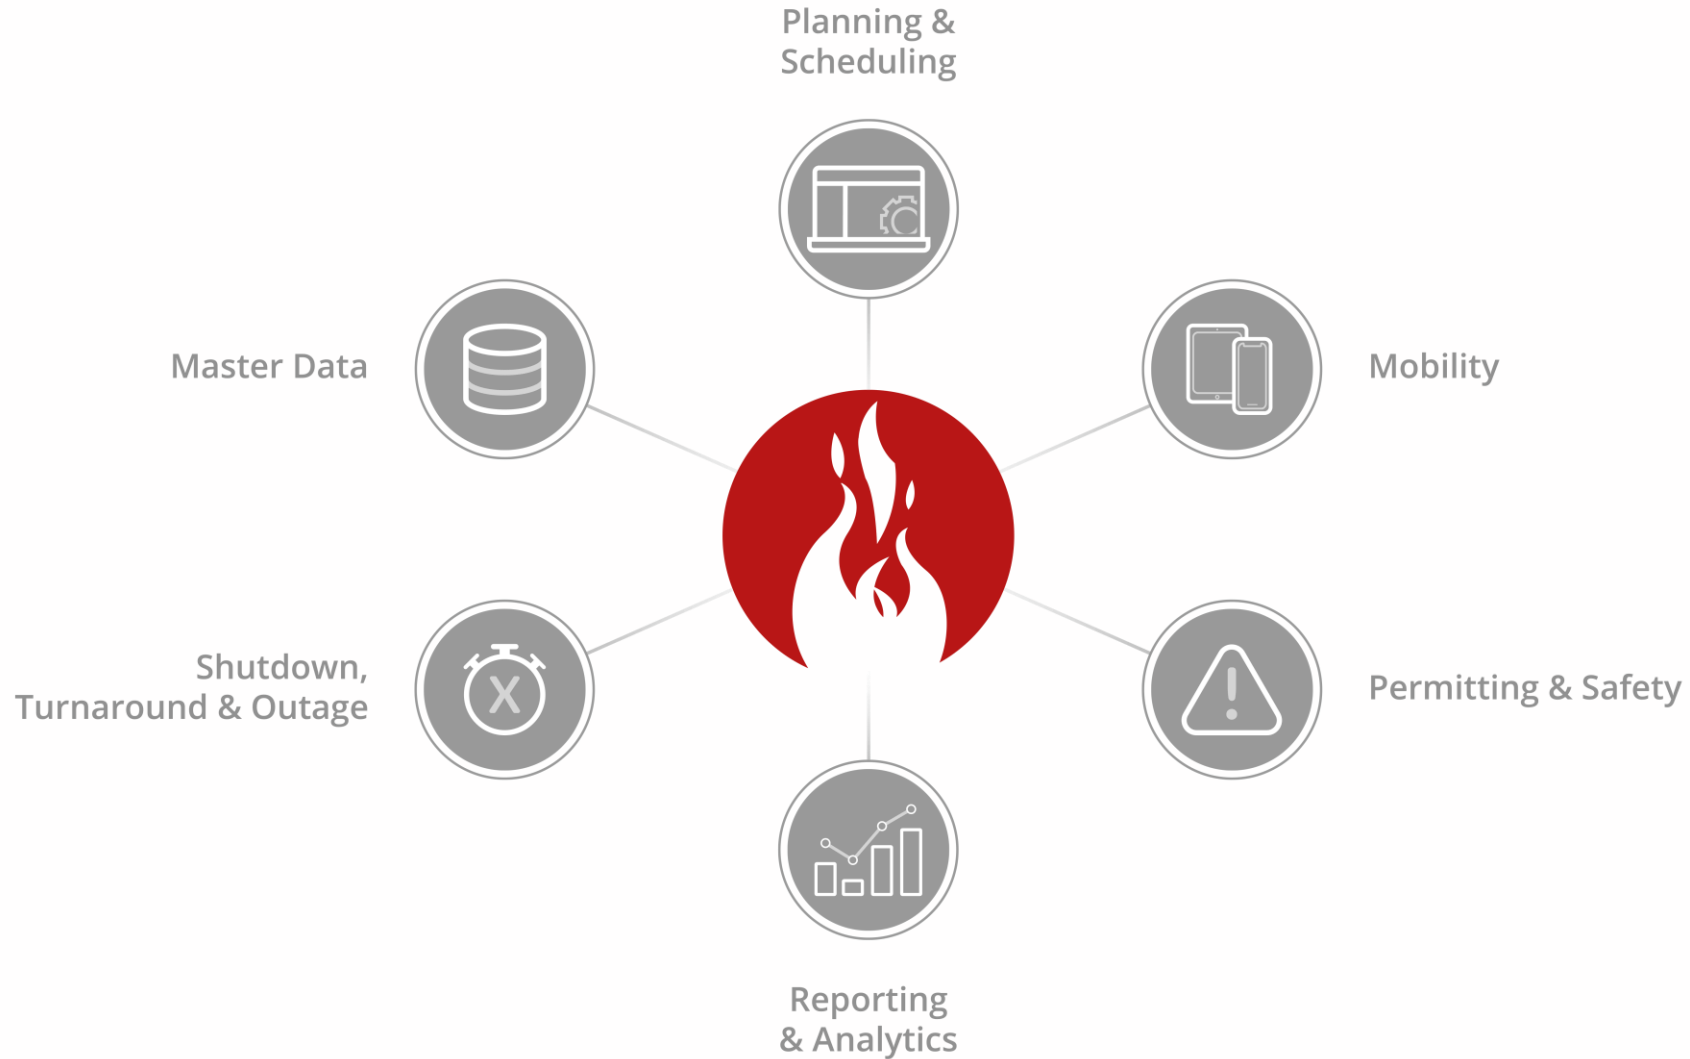 Planning &
Scheduling
Master Data
Mobility
Shutdown,
Turnaround & Outage
X
Permitting & Safety
Reporting
& Analytics